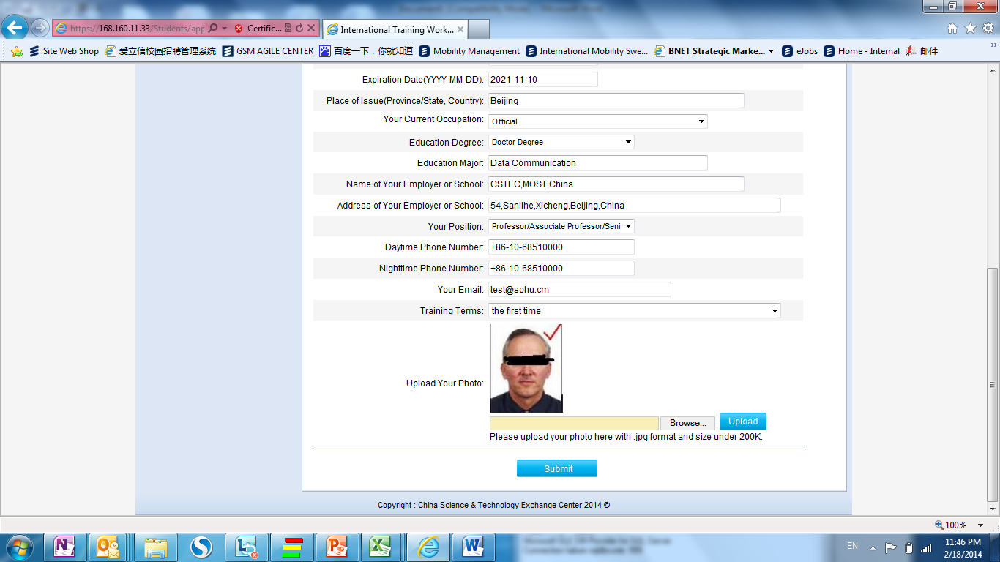 https://168.160.11.33/Students/app
Certific...
International Training Work...
Site Web Shop
爱立信校园招聘管理系统
GSM AGILE CENTER
百度一下，你就知道
Mobility Management
International Mobility Swe...
BNET Strategic Marke...
eJobs
Home - Internal
邮件
Expiration Date(YYYY-MM-DD): 2021-11-10
Place of Issue(Province/State, Country): Beijing
Your Current Occupation: Official
Education Degree: Doctor Degree
Education Major: Data Communication
Name of Your Employer or School: CSTEC,MOST,China
Address of Your Employer or School: 54,Sanlihe,Xicheng,Beijing,China
Your Position: Professor/Associate Professor/Seni
Daytime Phone Number: +86-10-68510000
Nighttime Phone Number: +86-10-68510000
Your Email: test@sohu.cm
Training Terms: the first time
Upload Your Photo:
Browse... Upload
Please upload your photo here with .jpg format and size under 200K.
Submit
Copyright : China Science & Technology Exchange Center 2014 ©
100%
EN
11:46 PM
2/18/2014